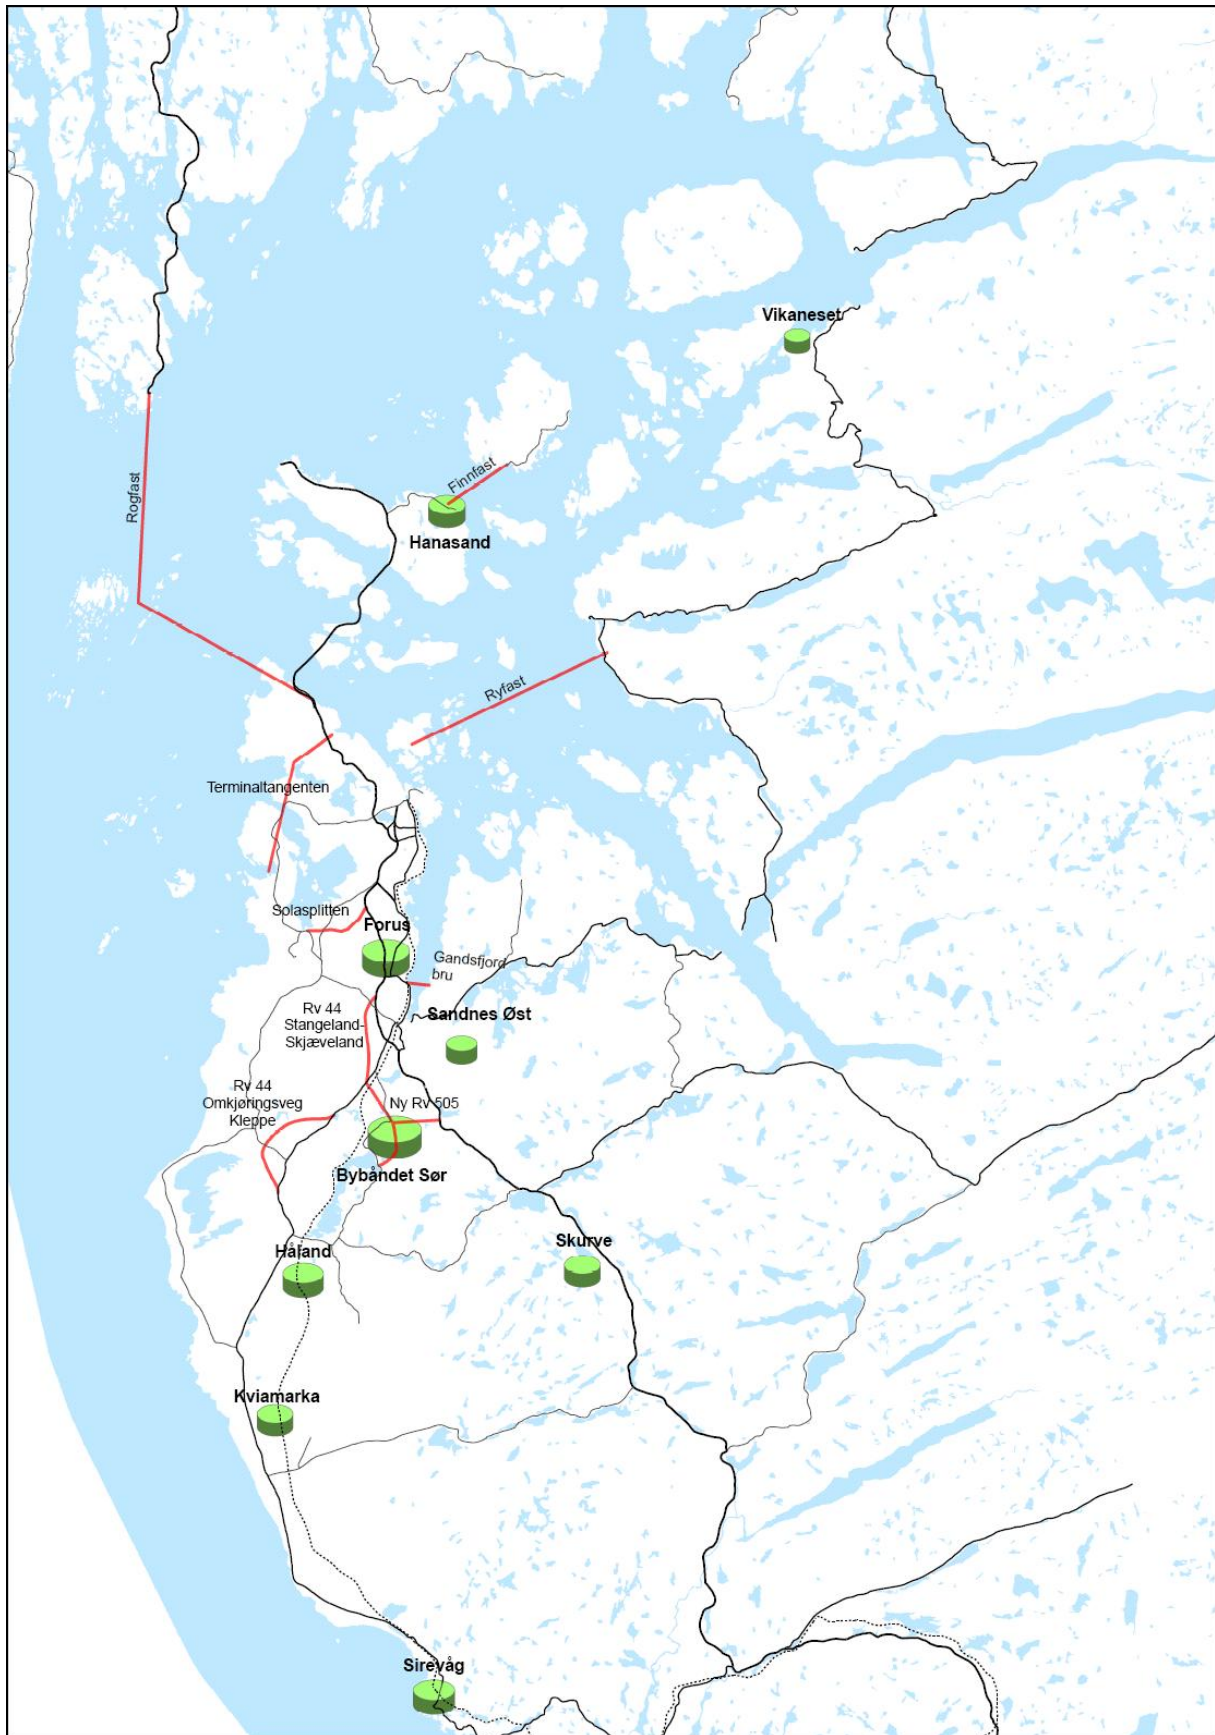 Vikaneset
Rogfast
Finnfast
Hanasand
Ryfast
Terminaltangenten
Solasplitten
Forus
Gandsfjord
bru
Rv 44
Stangeland-
Skjæveland
Sandnes Øst
Rv 44
Omkjøringsveg
Kleppe
Ny Rv 505
Bybåndet Sør
Håland
Skurve
Kviamarka
Sirevåg